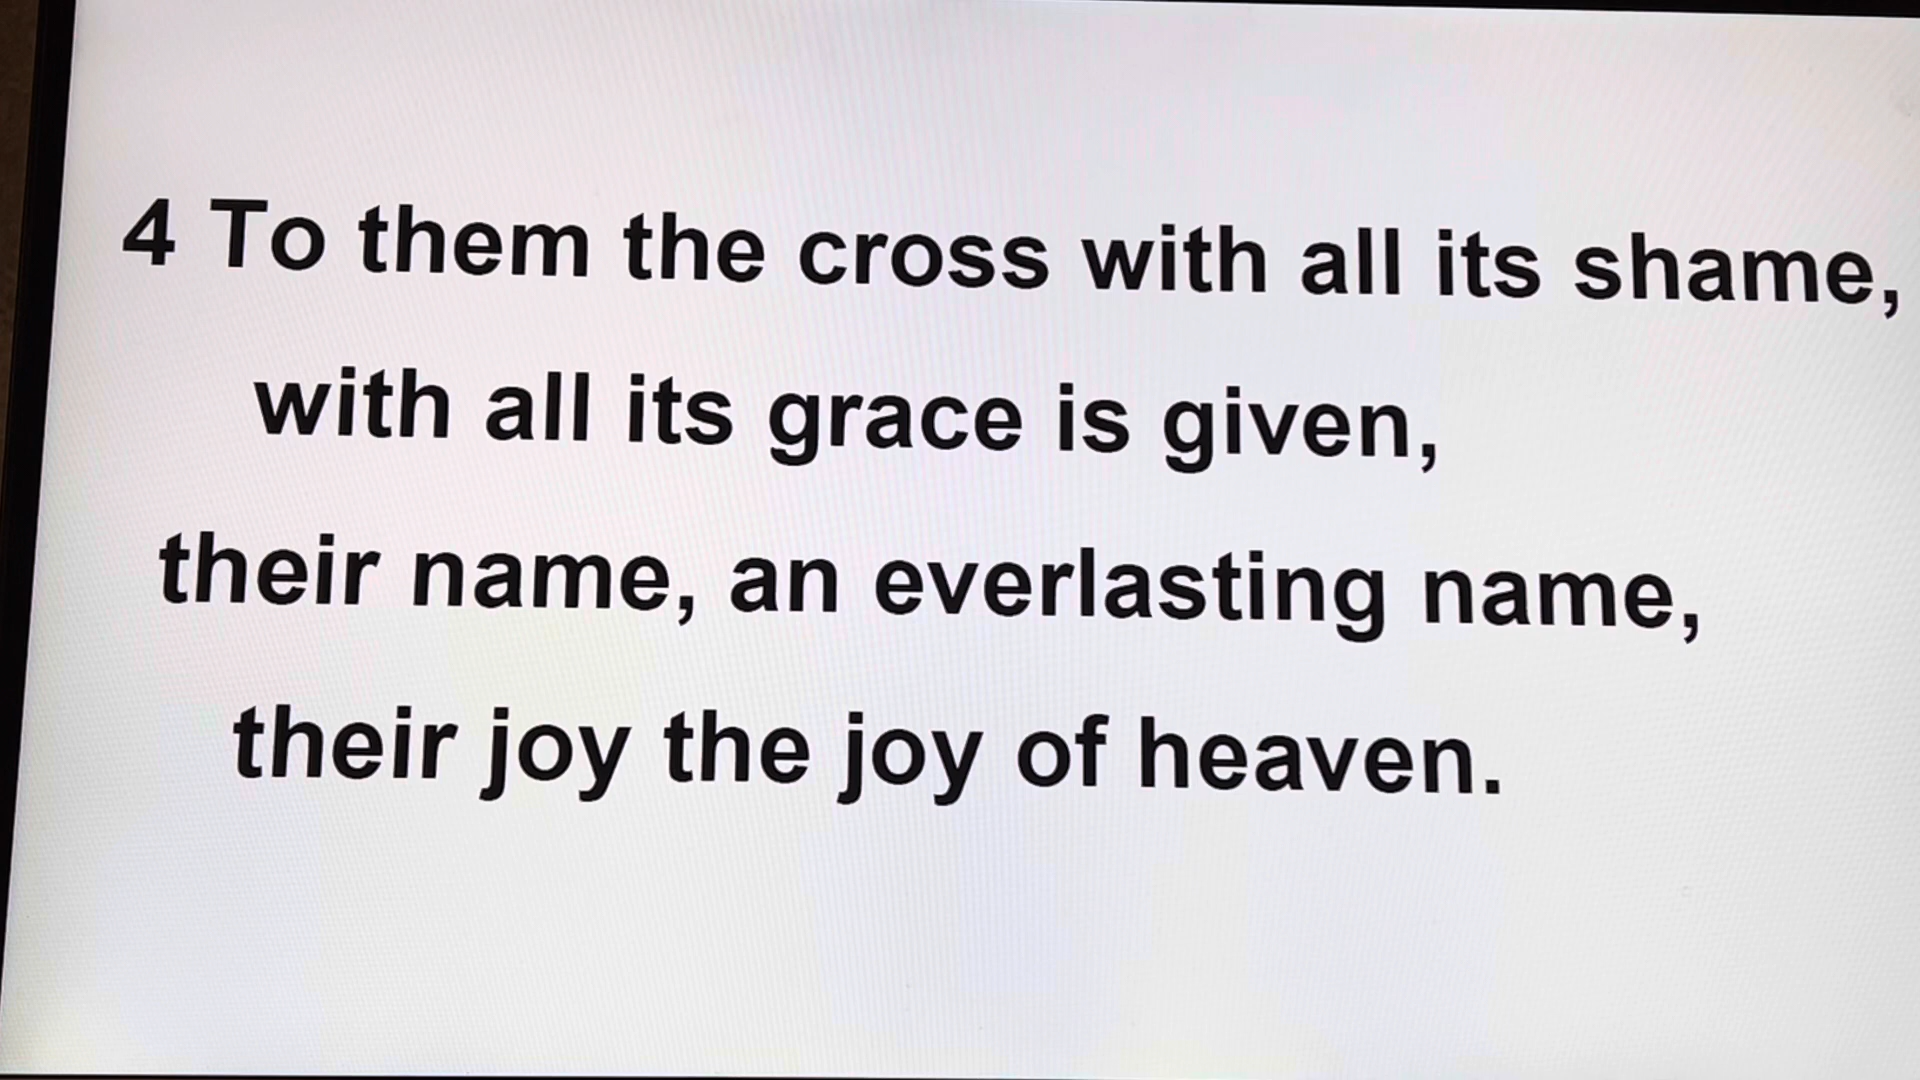 4 To them the cross with all its shame,
with all its grace is given,
their name, an everlasting name,
their joy the joy of heaven.